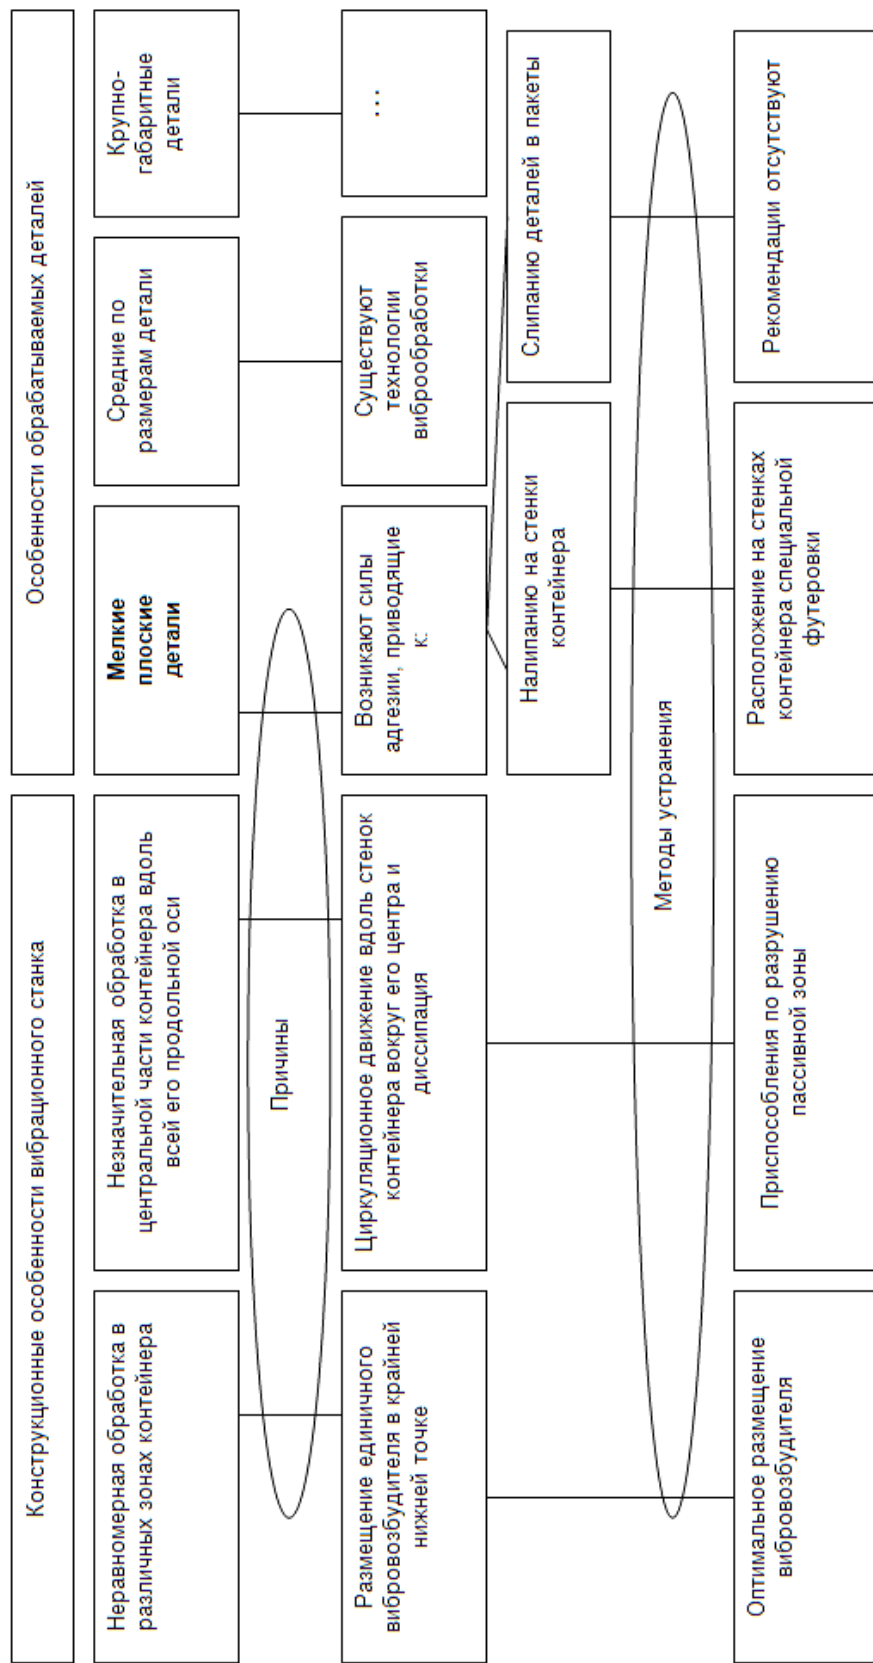 Конструкционные особенности вибрационного станка
Особенности обрабатываемых деталей
Неравномерная обработка в
различных зонах контейнера
Незначительная обработка в
центральной части контейнера вдоль
всей его продольной оси
Мелкие
плоские
детали
Средние по
размерам детали
Крупно-
габаритные
детали
Причины
Размещение единичного
вибровозбудителя в крайней
нижней точке
Циркуляционное движение вдоль стенок
контейнера вокруг его центра и
диссипация
Возникают силы
адгезии, приводящие
к:
Существуют
технологии
виброобработки
...
Налипанию на стенки
контейнера
Слипанию деталей в пакеты
Методы устранения
Оптимальное размещение
вибровозбудителя
Приспособления по разрушению
пассивной зоны
Расположение на стенках
контейнера специальной
футеровки
Рекомендации отсутствуют